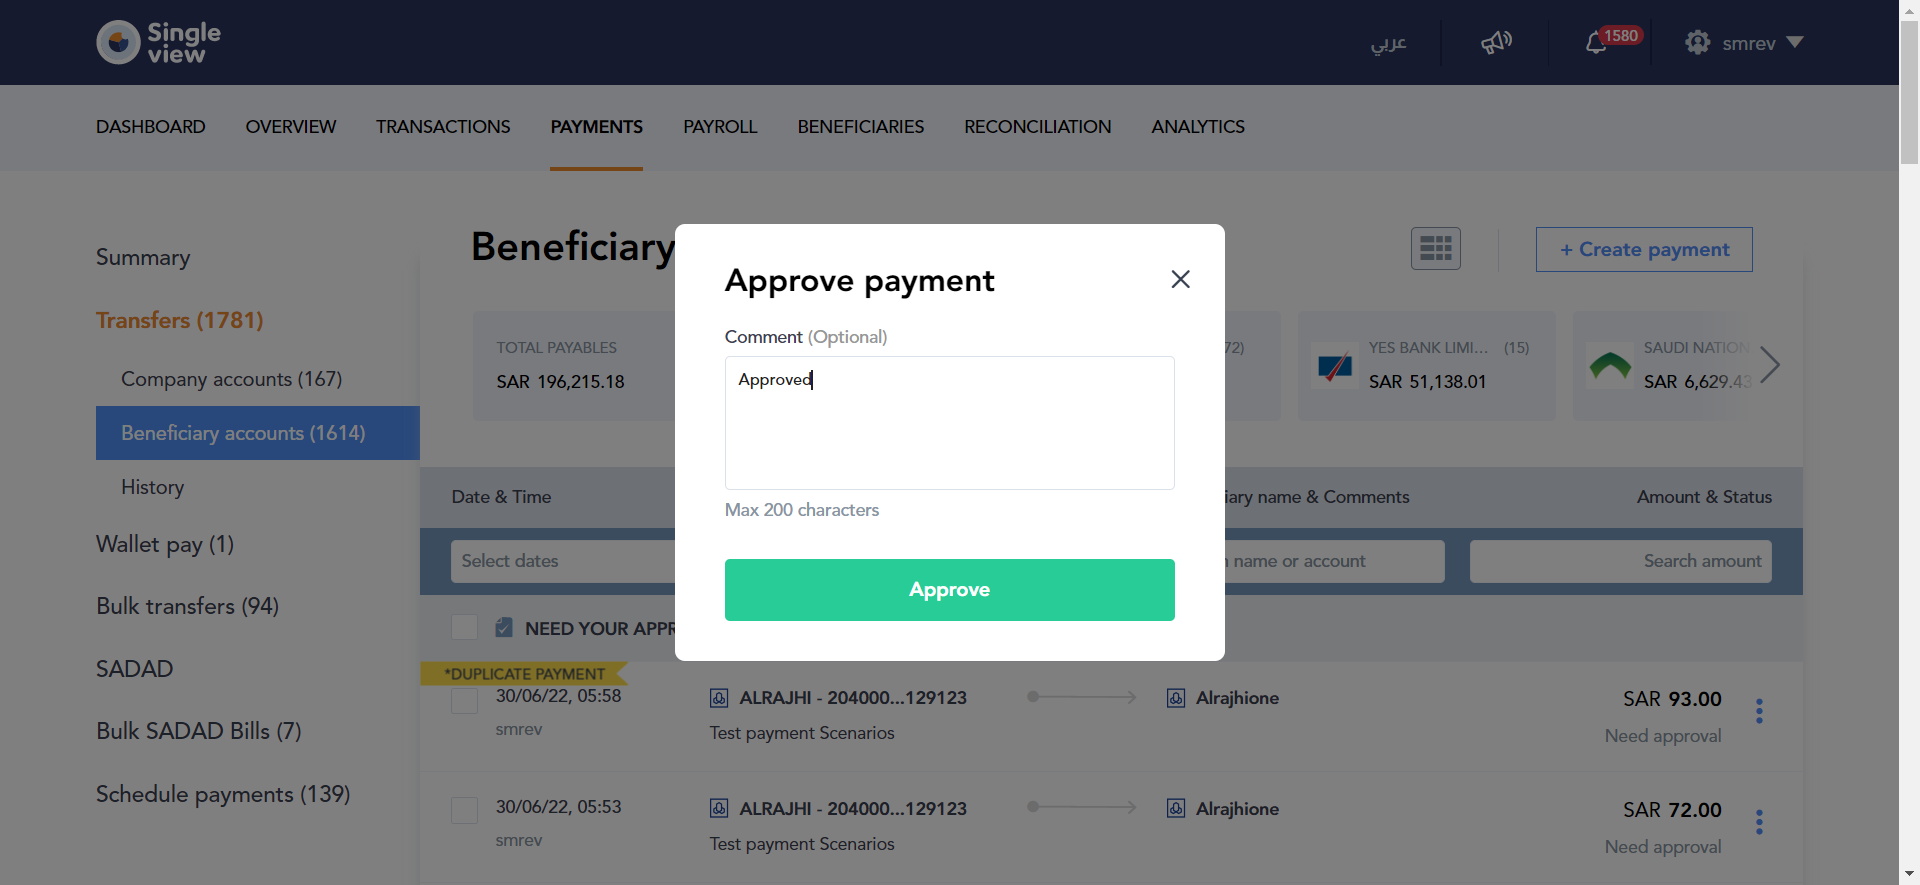 Single
view
عربي
1580
smrev
DASHBOARD OVERVIEW TRANSACTIONS PAYMENTS PAYROLL BENEFICIARIES RECONCILIATION ANALYTICS
Summary
Transfers (1781)
Company accounts (167)
Beneficiary accounts (1614)
History
Wallet pay (1)
Bulk transfers (94)
SADAD
Bulk SADAD Bills (7)
Schedule payments (139)
Beneficiary
+ Create payment
TOTAL PAYABLES
SAR 196,215.18
72)
YES BANK LIMI... (15)
SAR 51,138.01
SAUDI NATION
SAR 6,629.43
Approve payment
Comment (Optional)
Approved
Max 200 characters
Approve
Date & Time
iary name & Comments
Amount & Status
Select dates
name or account
Search amount
NEED YOUR APPR
*DUPLICATE PAYMENT
30/06/22, 05:58
smrev
ALRAJHI - 204000...129123
Test payment Scenarios
Alrajhione
SAR 93.00
Need approval
30/06/22, 05:53
smrev
ALRAJHI - 204000...129123
Test payment Scenarios
Alrajhione
SAR 72.00
Need approval